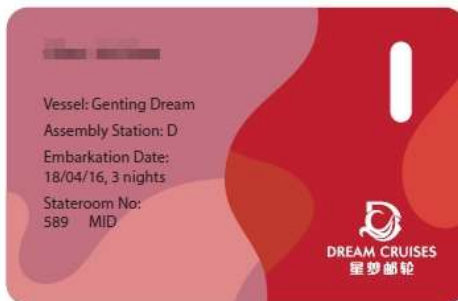 Vessel: Genting Dream
Assembly Station: D
Embarkation Date:
18/04/16, 3 nights
Stateroom No:
589 MID
DREAM CRUISES
星梦邮轮